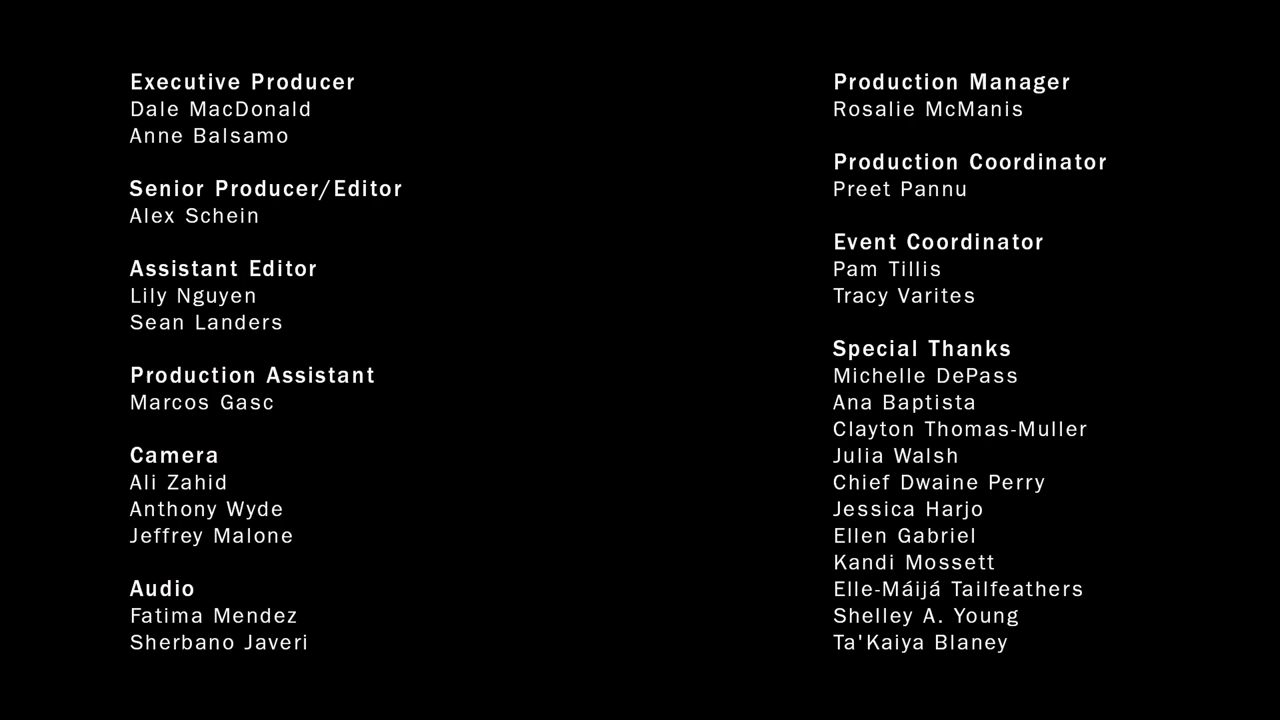 Executive Producer
Dale MacDonald
Anne Balsamo
Senior Producer/Editor
Alex Schein
Assistant Editor
Lily Nguyen
Sean Landers
Production Assistant
Marcos Gasc
Camera
Ali Zahid
Anthony Wyde
Jeffrey Malone
Audio
Fatima Mendez
Sherbano Javeri
Production Manager
Rosalie McManis
Production Coordinator
Preet Pannu
Event Coordinator
Pam Tillis
Tracy Varites
Special Thanks
Michelle DePass
Ana Baptista
Clayton Thomas-Muller
Julia Walsh
Chief Dwaine Perry
Jessica Harjo
Ellen Gabriel
Kandi Mossett
Elle-Máijá Tailfeathers
Shelley A. Young
Ta'Kaiya Blaney